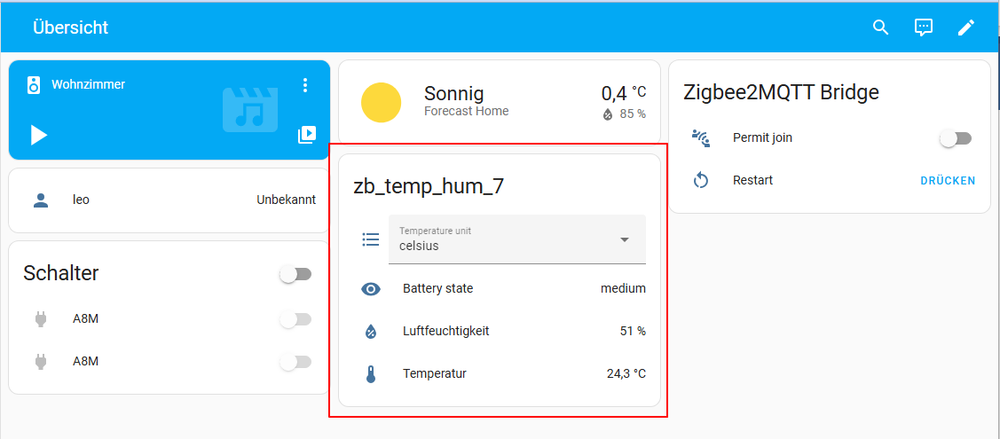 Übersicht
Wohnzimmer
leo
Unbekannt
Schalter
A8M
A8M
Sonnig
Forecast Home
0,4 °C
85 %
zb_temp_hum_7
Temperature unit
celsius
Battery state
medium
Luftfeuchtigkeit
51 %
Temperatur
24,3 °C
Zigbee2MQTT Bridge
Permit join
Restart
DRÜCKEN